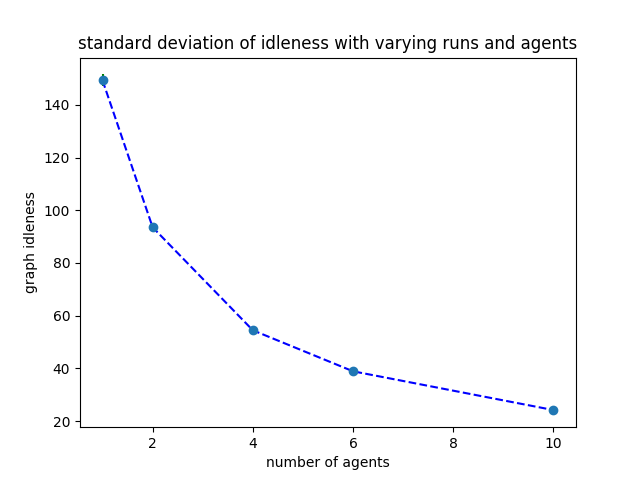 standard deviation of idleness with varying runs and agents
140
120
100
80
60
40
20
graph idleness
2 4 6 8 10
number of agents